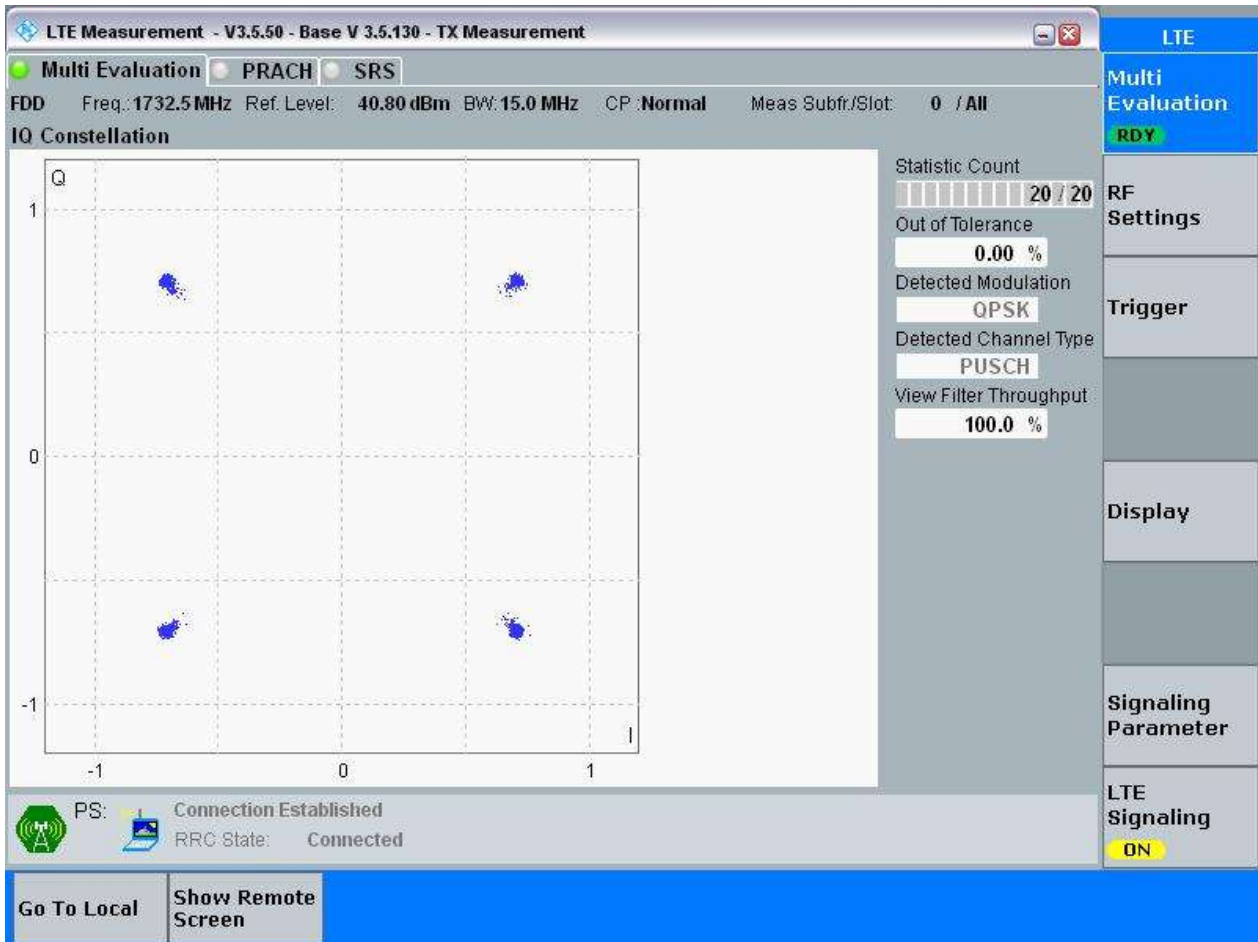 LTE Measurement - V3.5.50 - Base V 3.5.130 - TX Measurement
Multi Evaluation PRACH SRS
FDD Freq.: 1732.5 MHz Ref. Level: 40.80 dBm BW: 15.0 MHz CP : Normal Meas Subfr./Slot: 0 / All
IQ Constellation
Q
1
0
-1
I
-1 0 1
Statistic Count
20 / 20
Out of Tolerance
0.00 %
Detected Modulation
QPSK
Detected Channel Type
PUSCH
View Filter Throughput
100.0 %
PS: Connection Established
RRC State: Connected
LTE
Multi
Evaluation
RDY
RF
Settings
Trigger
Display
Signaling
Parameter
LTE
Signaling
ON
Go To Local
Show Remote
Screen